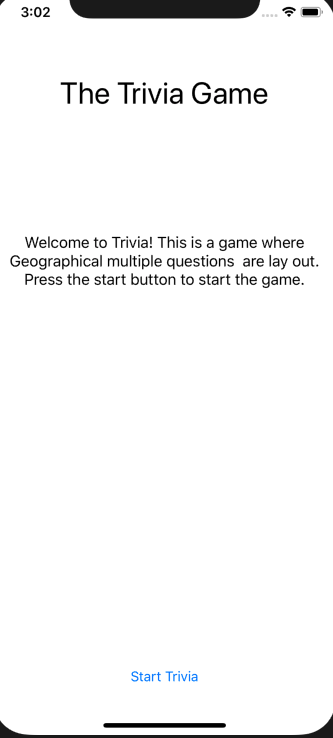 3:02
The Trivia Game
Welcome to Trivia! This is a game where
Geographical multiple questions  are lay out.
Press the start button to start the game.
Start Trivia